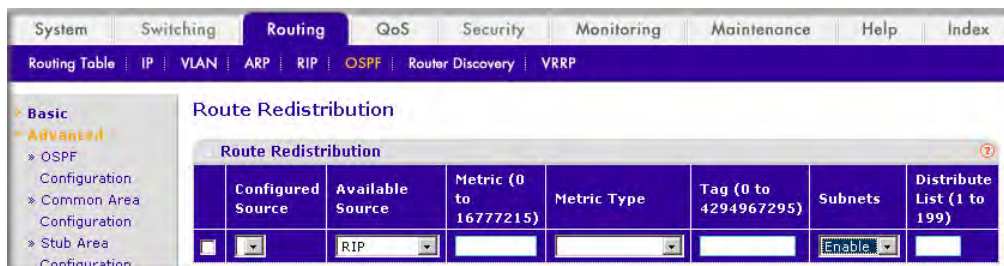 System Switching Routing QoS Security Monitoring Maintenance Help Index
Routing Table IP VLAN ARP RIP OSPF Router Discovery VRRP
Basic
Advanced
» OSPF
Configuration
» Common Area
Configuration
» Stub Area
Configuration
Route Redistribution
Route Redistribution
Configured
Source
Available
Source
Metric (0
to
16777215)
Metric Type
Tag (0 to
4294967295)
Subnets
Distribute
List (1 to
199)
RIP
Enable